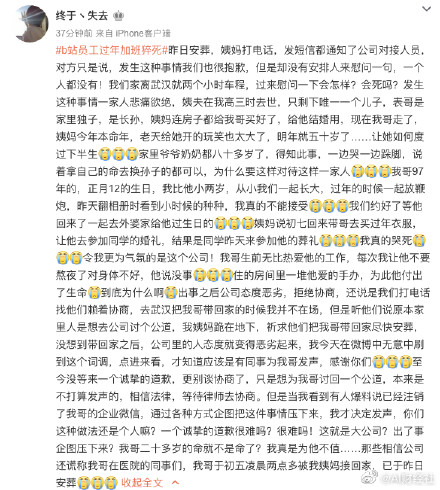 终于丶失去
37分钟前 来自 iPhone客户端
#b站员工过年加班猝死#昨日安葬,姨妈打电话,
发短信都通知了公司对接人员,
对方只是说,发生这种事情我们也很抱歉,但是却没有安排人来慰问一句,一个
人都没有!我们家离武汉就两个小时车程,过来慰问一下会怎样?会死吗?发生
这种事情一家人悲痛欲绝,姨夫在我高三时去世,只剩下唯一一个儿子,表哥是
家里独子,是长孙,姨妈连房子都给我哥买好了,给他结婚用,现在我哥走了,
姨妈今年本命年,老天给她开的玩笑也太大了,明年就五十岁了……让她如何度
过下半生😭😭😭家里爷爷奶奶都八十多岁了,得知此事,一边哭一边跺脚,说
着拿自己的命去换孙子的都可以,为什么要这样对待这样一家人😭😭😭我哥97
年的,正月12的生日,我比他小两岁,从小我们一起长大,过年的时候一起放鞭
炮,昨天翻相册时看到小时候的种种,我真的不能接受😭😭😭我们约好了等他
回来了一起去外婆家给他过生日的😭😭😭姨妈说初七回来带去买过年衣服,
让他去参加同学的婚礼,结果是同学昨天来参加他的葬礼😭😭😭我真的哭死😭
😭😭令我更为气氛的是这个公司!我哥生前无比热爱他的工作,每次我让他不要
熬夜了对身体不好,他说没事😭😭😭住的房间里一堆他爱的手办,为此他付出
了生命😭到底为什么啊😭出事之后公司态度恶劣,拒绝协商,还说是我们打电话
找他们赖着协商,去武汉把我哥带回家的时候我并不在场,但是听他们说原本家
里人是想去公司讨个公道,我姨妈跪在地下,祈求他们把我哥带回家尽快安葬,
没想到带回家之后,公司里的人态度就变得恶劣起来,我今天在微博中无意中刷
到这个词调,点进来看,才知道应该是有同事为我哥发声,感谢你们😭😭😭至
今没等来一个诚挚的道歉,更别谈协商了,只是想为我哥讨回一个公道,本来是
不打算发声的,相信法律,等待律师去协商。但是当我看到有人爆料说已经注销
了我哥的企业微信,通过各种方式企图把这件事情压下来,我才决定发声,你们
这种做法还是个人嘛?一个诚挚的道歉很难吗?很难吗!这就是大公司?出了事
企图压下来?我哥二十多岁的命就不是命了?我真是为他不值……那些相信公司
还谎称我哥在医院的同事们,我哥于初五凌晨两点多被我姨妈接回家,已于昨日
安葬😭😭😭 收起全文
@AI财经社